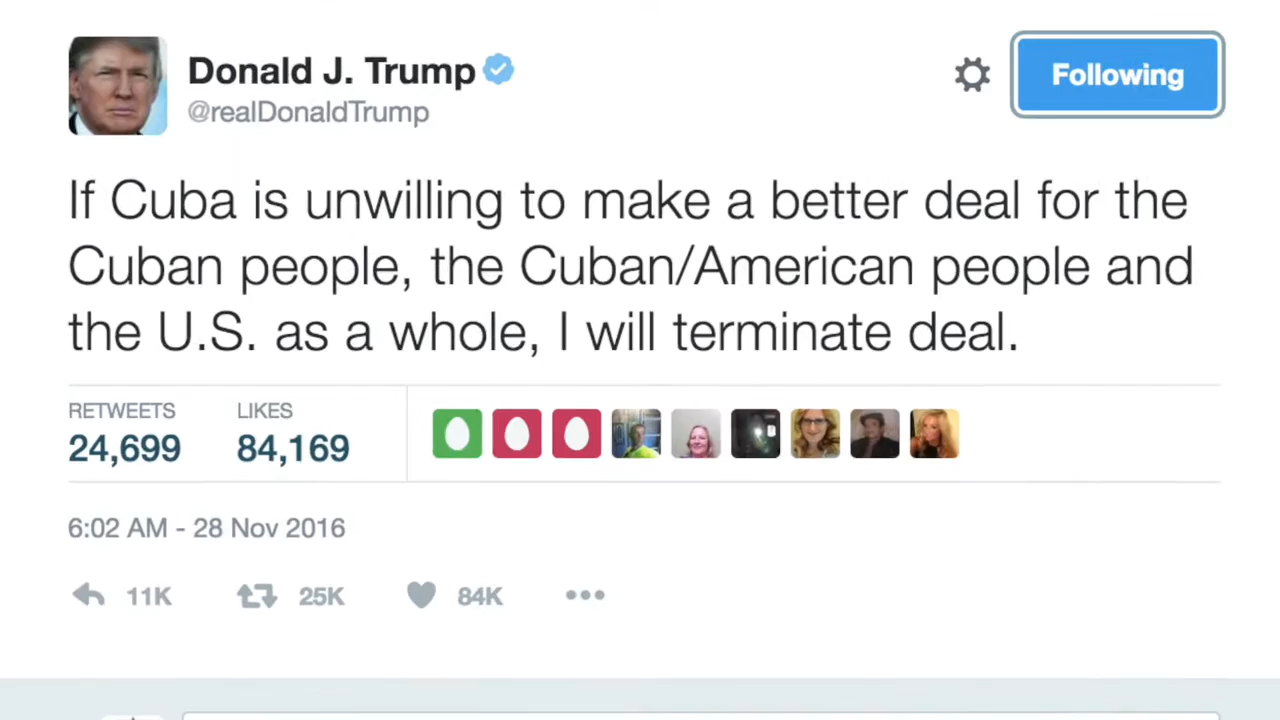 Donald J. Trump
@realDonaldTrump
Following
If Cuba is unwilling to make a better deal for the
Cuban people, the Cuban/American people and
the U.S. as a whole, I will terminate deal.
RETWEETS LIKES
24,699 84,169
6:02 AM - 28 Nov 2016
11K 25K 84K